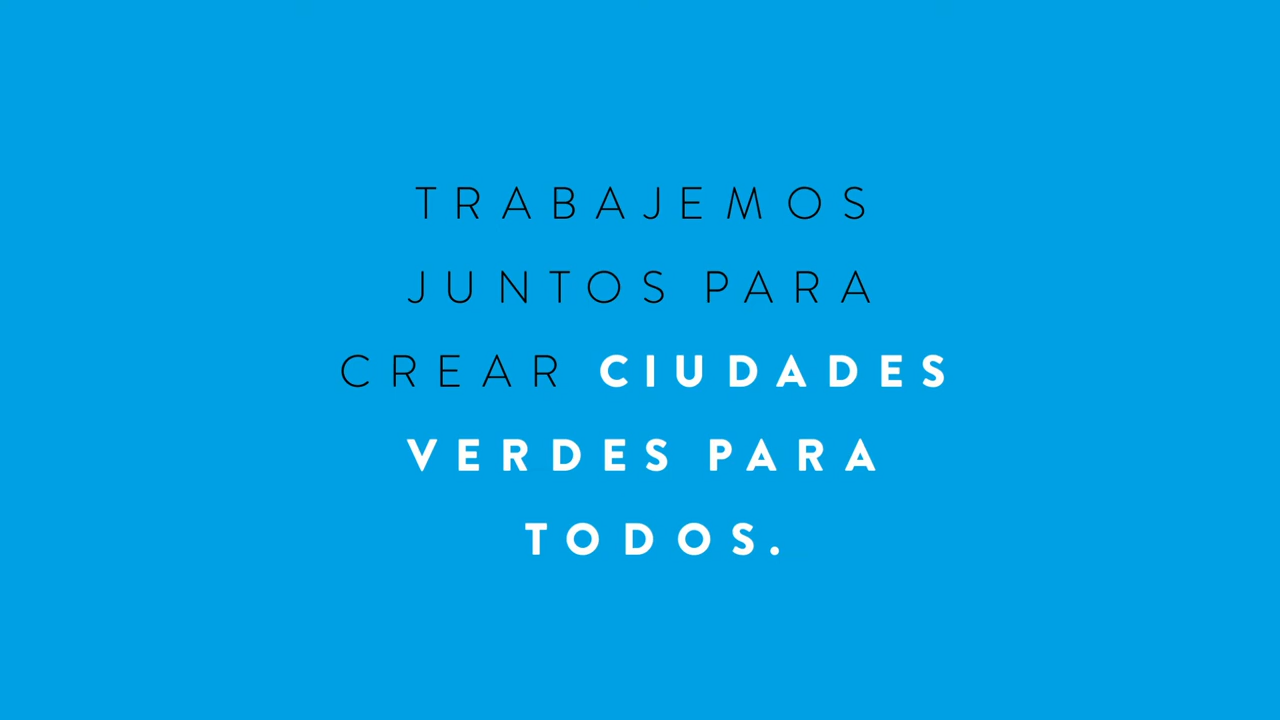 TRABAJEMOS
JUNTOS PARA
CREAR CIUDADES
VERDES PARA
TODOS.